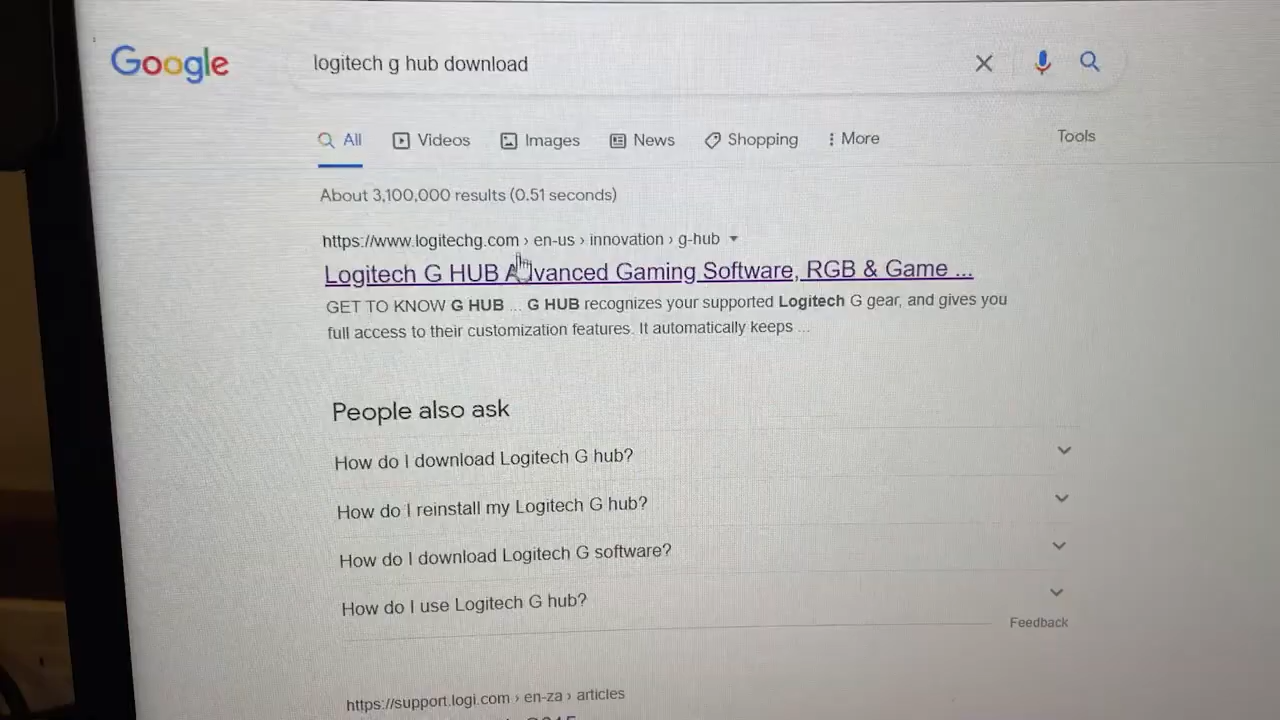 Google
logitech g hub download
All Videos Images News Shopping More Tools
About 3,100,000 results (0.51 seconds)
https://www.logitechg.com › en-us › innovation › g-hub
Logitech G HUB Advanced Gaming Software, RGB & Game ...
GET TO KNOW G HUB ... G HUB recognizes your supported Logitech G gear, and gives you
full access to their customization features. It automatically keeps ...
People also ask
How do I download Logitech G hub?
How do I reinstall my Logitech G hub?
How do I download Logitech G software?
How do I use Logitech G hub?
Feedback
https://support.logi.com › en-za › articles